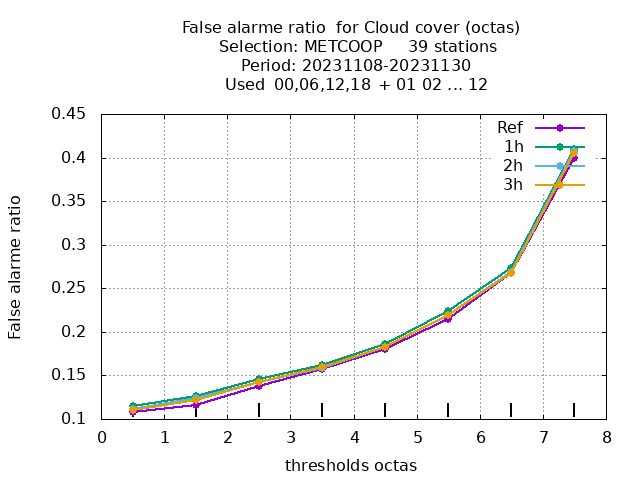 False alarme ratio  for Cloud cover (octas)
Selection: METCOOP     39 stations
Period: 20231108-20231130
Used  00,06,12,18  + 01 02 ... 12
0.45
0.4
0.35
0.3
0.25
0.2
0.15
0.1
False alarme ratio
Ref
1h
2h
3h
0 1 2 3 4 5 6 7 8
thresholds octas